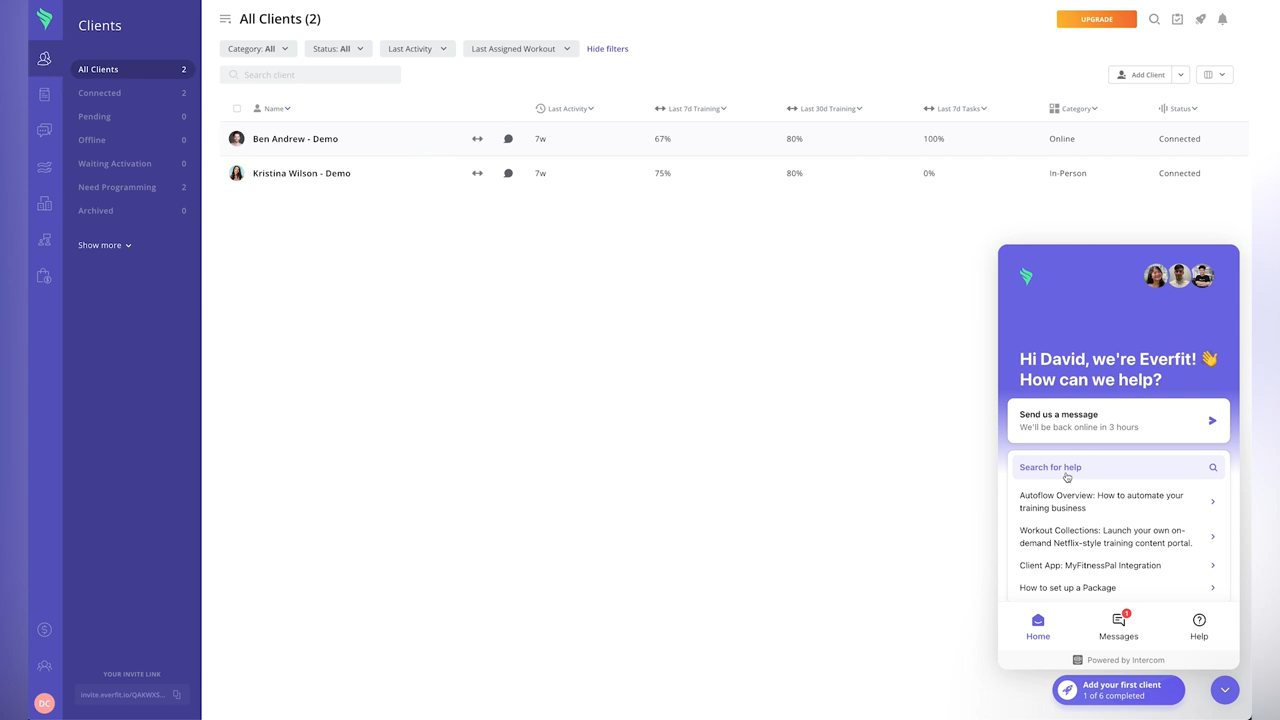 Clients
All Clients 2
Connected 2
Pending 0
Offline 0
Waiting Activation 0
Need Programming 2
Archived 0
Show more
YOUR INVITE LINK
invite.everfit.io/QAKWXS...
DC
All Clients (2)
UPGRADE
Category: All
Status: All
Last Activity
Last Assigned Workout
Hide filters
Search client
Add Client
Name Last Activity Last 7d Training Last 30d Training Last 7d Tasks Category Status
Ben Andrew - Demo 7w 67% 80% 100% Online Connected
Kristina Wilson - Demo 7w 75% 80% 0% In-Person Connected
Hi David, we're Everfit! 👋
How can we help?
Send us a message
We'll be back online in 3 hours
Search for help
Autoflow Overview: How to automate your
training business
Workout Collections: Launch your own on-
demand Netflix-style training content portal.
Client App: MyFitnessPal Integration
How to set up a Package
1
Home Messages Help
Powered by Intercom
Add your first client
1 of 6 completed